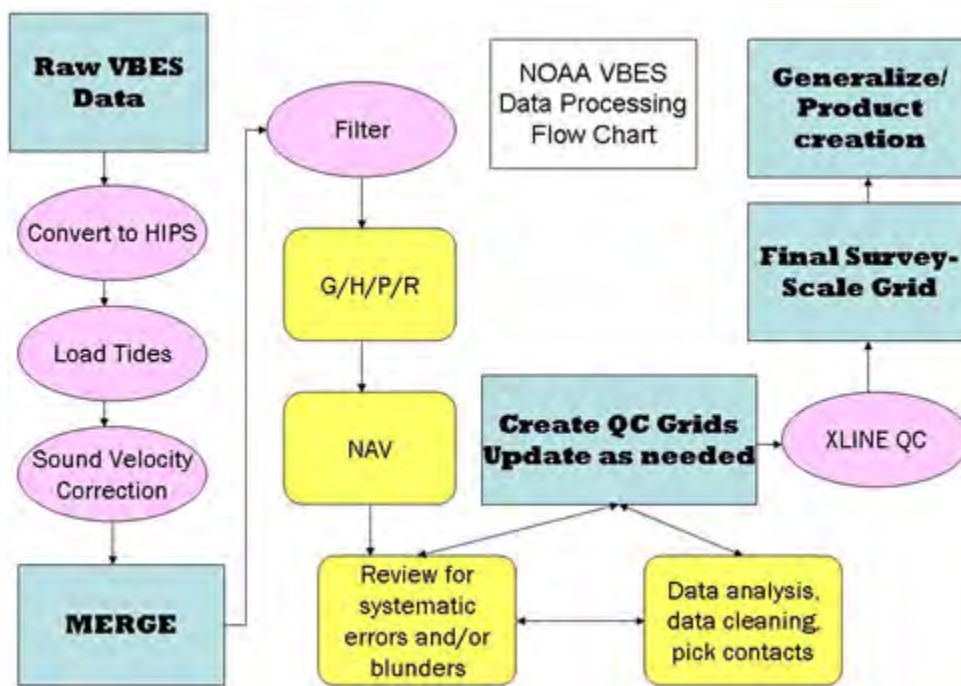 Raw VBES
Data
Convert to HIPS
Load Tides
Sound Velocity
Correction
MERGE
Filter
G/H/P/R
NAV
Review for
systematic
errors and/or
blunders
Data analysis,
data cleaning,
pick contacts
Create QC Grids
Update as needed
XLINE QC
Final Survey-
Scale Grid
Generalize/
Product
creation
NOAA VBES
Data Processing
Flow Chart